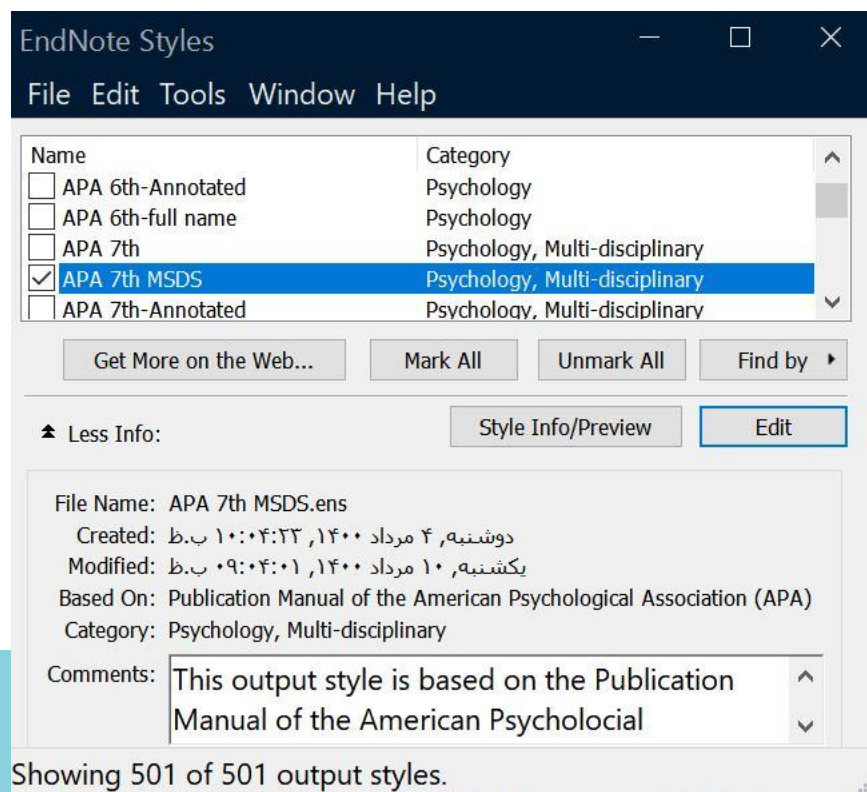 EndNote Styles
File Edit Tools Window Help
Name Category
APA 6th-Annotated Psychology
APA 6th-full name Psychology
APA 7th Psychology, Multi-disciplinary
APA 7th MSDS Psychology, Multi-disciplinary
APA 7th-Annotated Psychology, Multi-disciplinary
Get More on the Web... Mark All Unmark All Find by
Less Info: Style Info/Preview Edit
File Name: APA 7th MSDS.ens
Created: دوشنبه, ۴ مرداد ۱۴۰۰, ۱۰:۰۴:۲۳ ب.ظ
Modified: یکشنبه, ۱۰ مرداد ۱۴۰۰, ۰۹:۰۴:۰۱ ب.ظ
Based On: Publication Manual of the American Psychological Association (APA)
Category: Psychology, Multi-disciplinary
Comments: This output style is based on the Publication
Manual of the American Psycholocial
Showing 501 of 501 output styles.